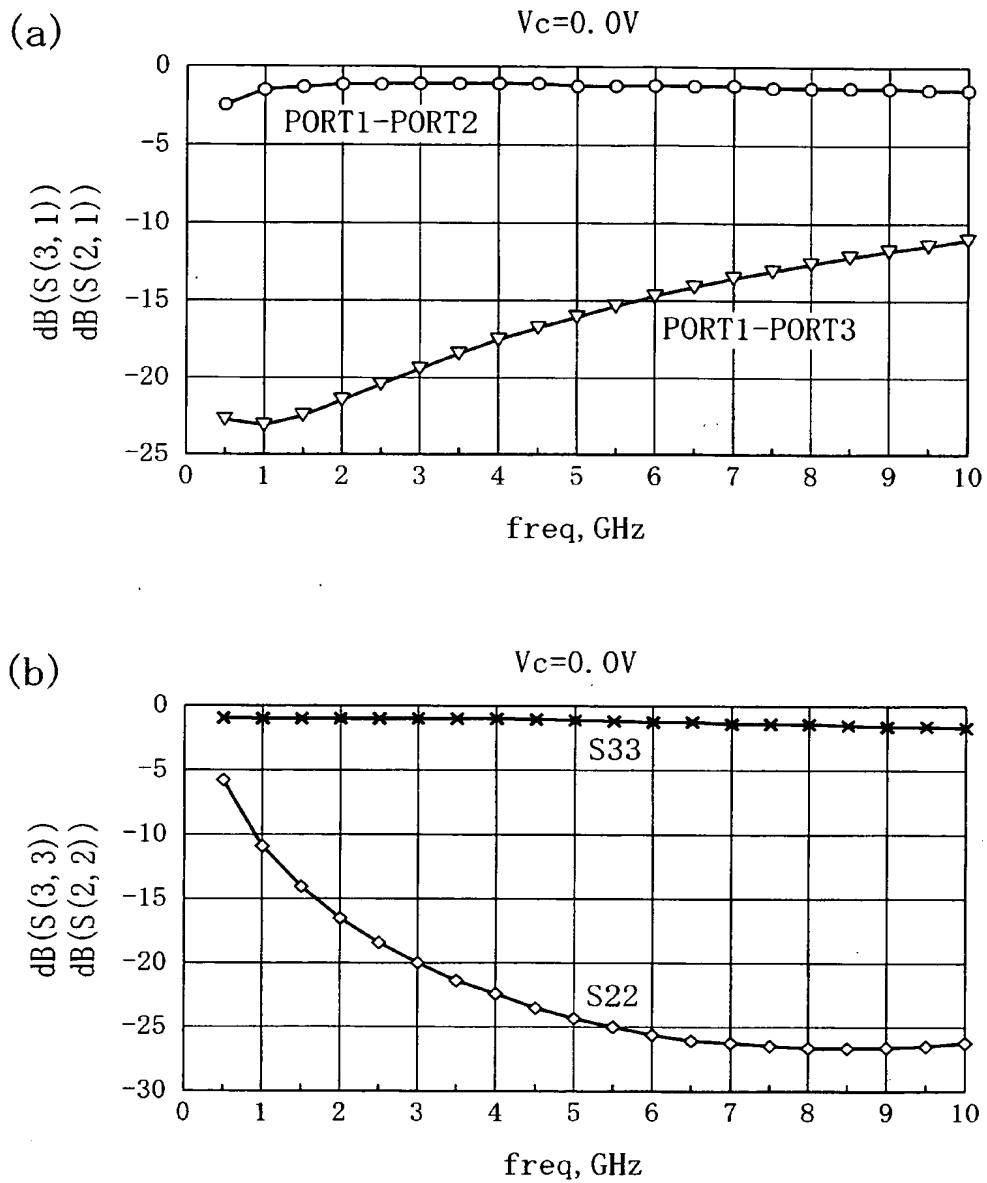 (a)
Vc=0.0V
0
-5
-10
-15
-20
-25
dB(S(3,1))
dB(S(2,1))
PORT1-PORT2
PORT1-PORT3
0 1 2 3 4 5 6 7 8 9 10
freq, GHz
(b)
Vc=0.0V
0
-5
-10
-15
-20
-25
-30
dB(S(3,3))
dB(S(2,2))
S33
S22
0 1 2 3 4 5 6 7 8 9 10
freq, GHz